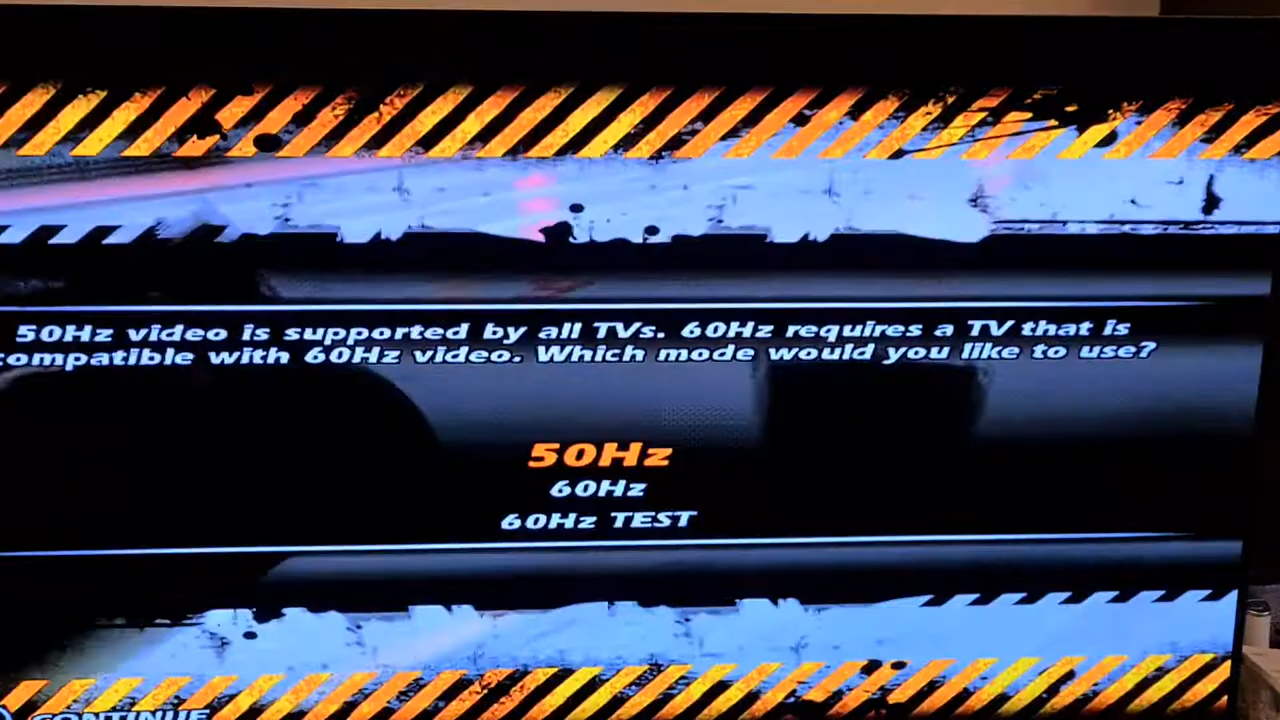 50Hz video is supported by all TVs. 60Hz requires a TV that is
compatible with 60Hz video. Which mode would you like to use?
50Hz
60Hz
60Hz TEST
CONTINUE